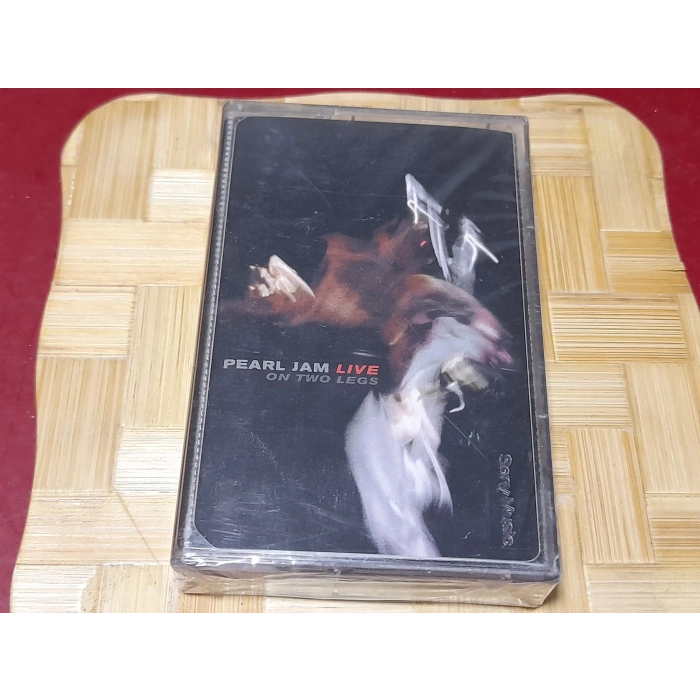 PEARL JAM LIVE
ON TWO LEGS
Sony Music